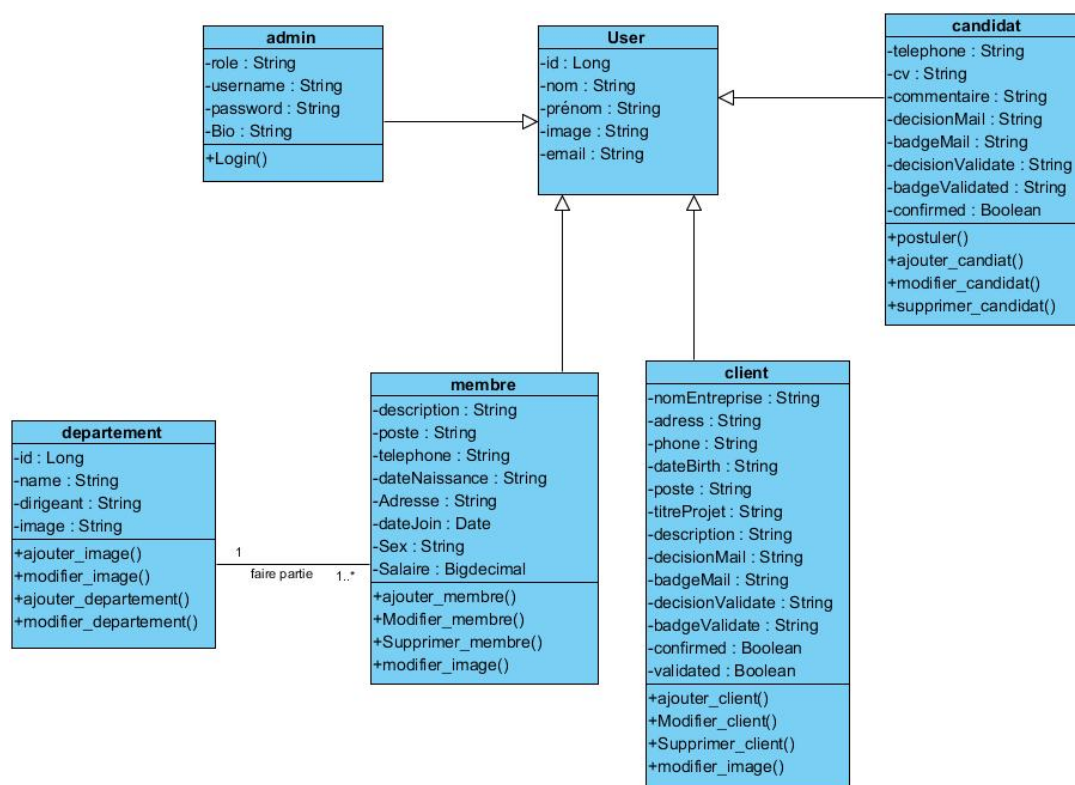 admin
-role : String
-username : String
-password : String
-Bio : String
+Login()
User
-id : Long
-nom : String
-prénom : String
-image : String
-email : String
candidat
-telephone : String
-cv : String
-commentaire : String
-decisionMail : String
-badgeMail : String
-decisionValidate : String
-badgeValidated : String
-confirmed : Boolean
+postuler()
+ajouter_candiat()
+modifier_candidat()
+supprimer_candidat()
departement
-id : Long
-name : String
-dirigeant : String
-image : String
+ajouter_image()
+modifier_image()
+ajouter_departement()
+modifier_departement()
1
faire partie
1..*
membre
-description : String
-poste : String
-telephone : String
-dateNaissance : String
-Adresse : String
-dateJoin : Date
-Sex : String
-Salaire : Bigdecimal
+ajouter_membre()
+Modifier_membre()
+Supprimer_membre()
+modifier_image()
client
-nomEntreprise : String
-adress : String
-phone : String
-dateBirth : String
-poste : String
-titreProjet : String
-description : String
-decisionMail : String
-badgeMail : String
-decisionValidate : String
-badgeValidate : String
-confirmed : Boolean
-validated : Boolean
+ajouter_client()
+Modifier_client()
+Supprimer_client()
+modifier_image()